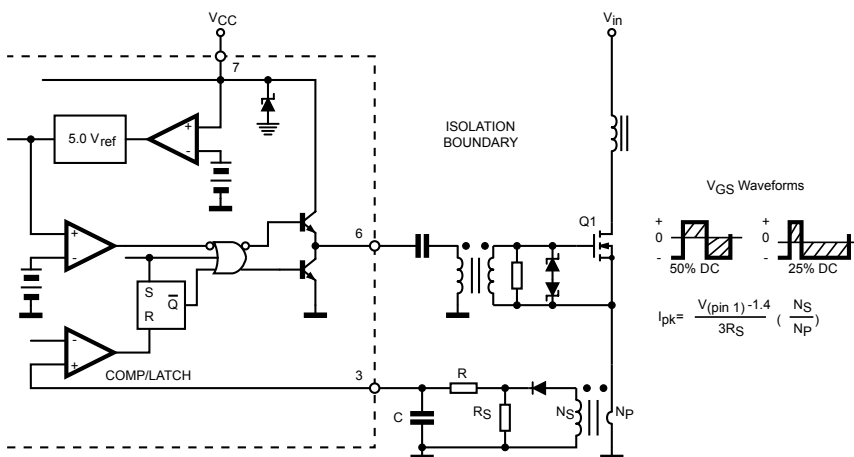 VCC
Vin
7
ISOLATION
BOUNDARY
5.0 Vref
+
-
VGS Waveforms
Q1
+
0
-
50% DC
+
0
-
25% DC
+
-
6
S
R
Q̅
Ipk= V(pin 1) -1.4 / 3RS ( NS / NP )
-
+
COMP/LATCH
3
R
C
RS
NS
NP